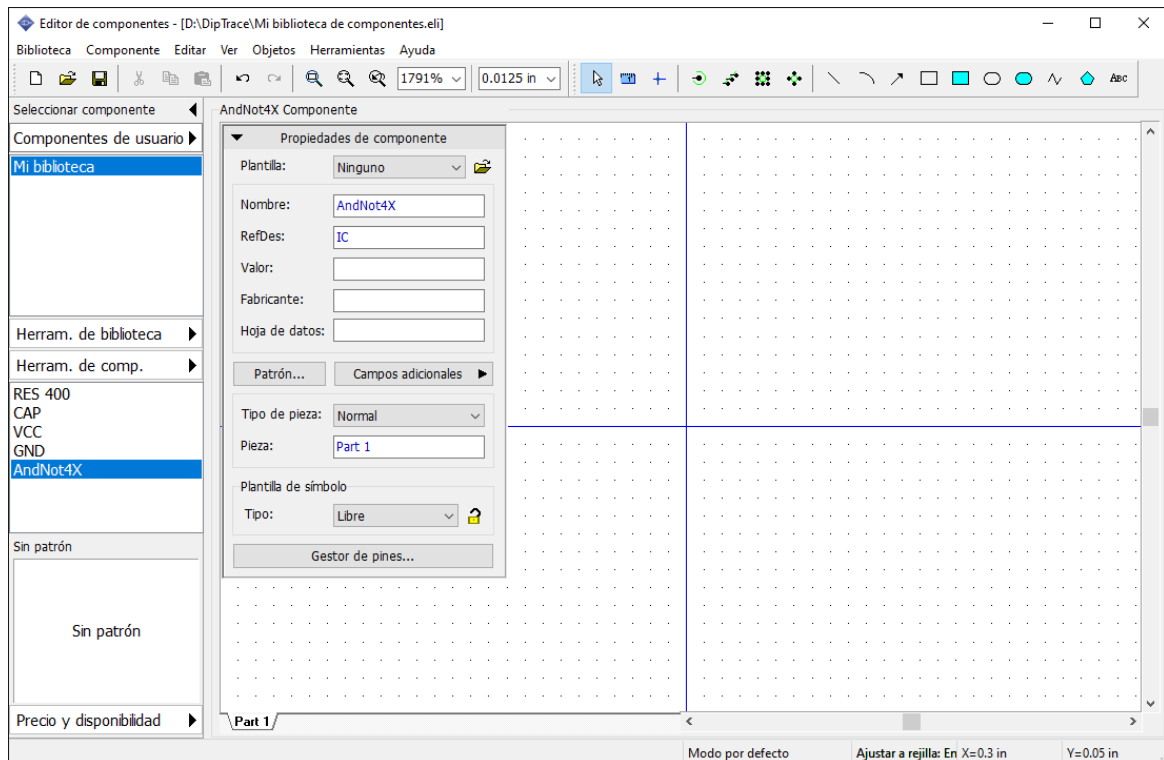 Editor de componentes - [D:\DipTrace\Mi biblioteca de componentes.eli]
Biblioteca Componente Editar Ver Objetos Herramientas Ayuda
1791% 0.0125 in ABC
Seleccionar componente
AndNot4X Componente
Componentes de usuario
Mi biblioteca
Herram. de biblioteca
Herram. de comp.
RES 400
CAP
VCC
GND
AndNot4X
Sin patrón
Sin patrón
Precio y disponibilidad
Propiedades de componente
Plantilla: Ninguno
Nombre: AndNot4X
RefDes: IC
Valor:
Fabricante:
Hoja de datos:
Patrón... Campos adicionales
Tipo de pieza: Normal
Pieza: Part 1
Plantilla de símbolo
Tipo: Libre
Gestor de pines...
Part 1
Modo por defecto Ajustar a rejilla: En X=0.3 in Y=0.05 in